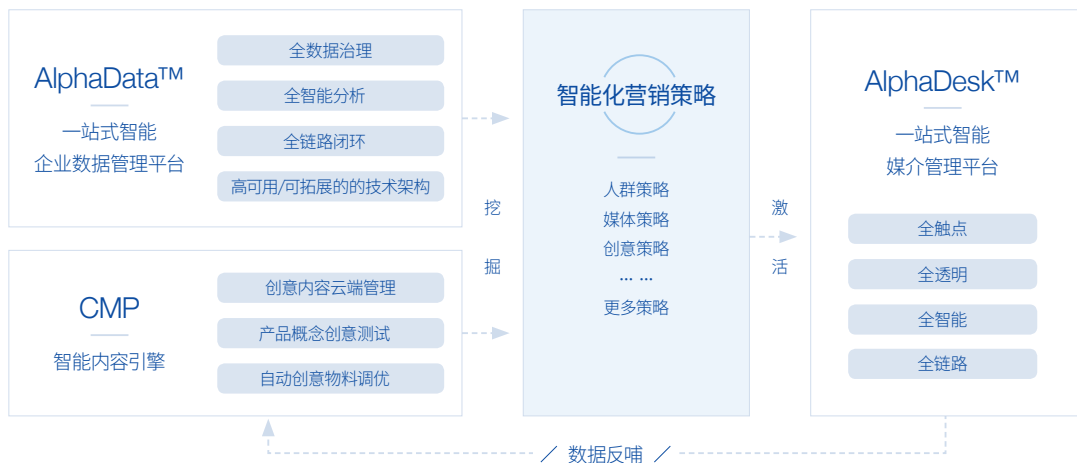 AlphaData™
一站式智能
企业数据管理平台
全数据治理
全智能分析
全链路闭环
高可用/可拓展的的技术架构
CMP
智能内容引擎
创意内容云端管理
产品概念创意测试
自动创意物料调优
挖
掘
智能化营销策略
人群策略
媒体策略
创意策略
... ...
更多策略
激
活
AlphaDesk™
一站式智能
媒介管理平台
全触点
全透明
全智能
全链路
／ 数据反哺 ／